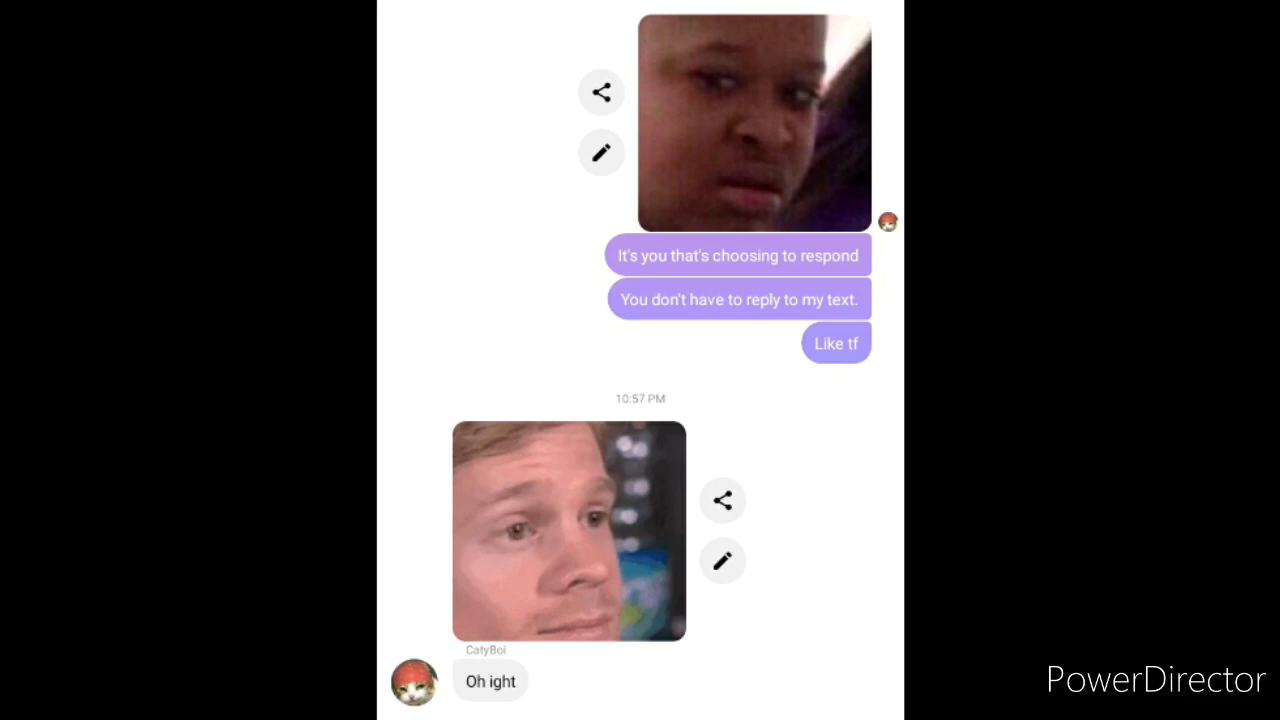 It's you that's choosing to respond
You don't have to reply to my text.
Like tf
10:57 PM
CatyBoi
Oh ight
PowerDirector